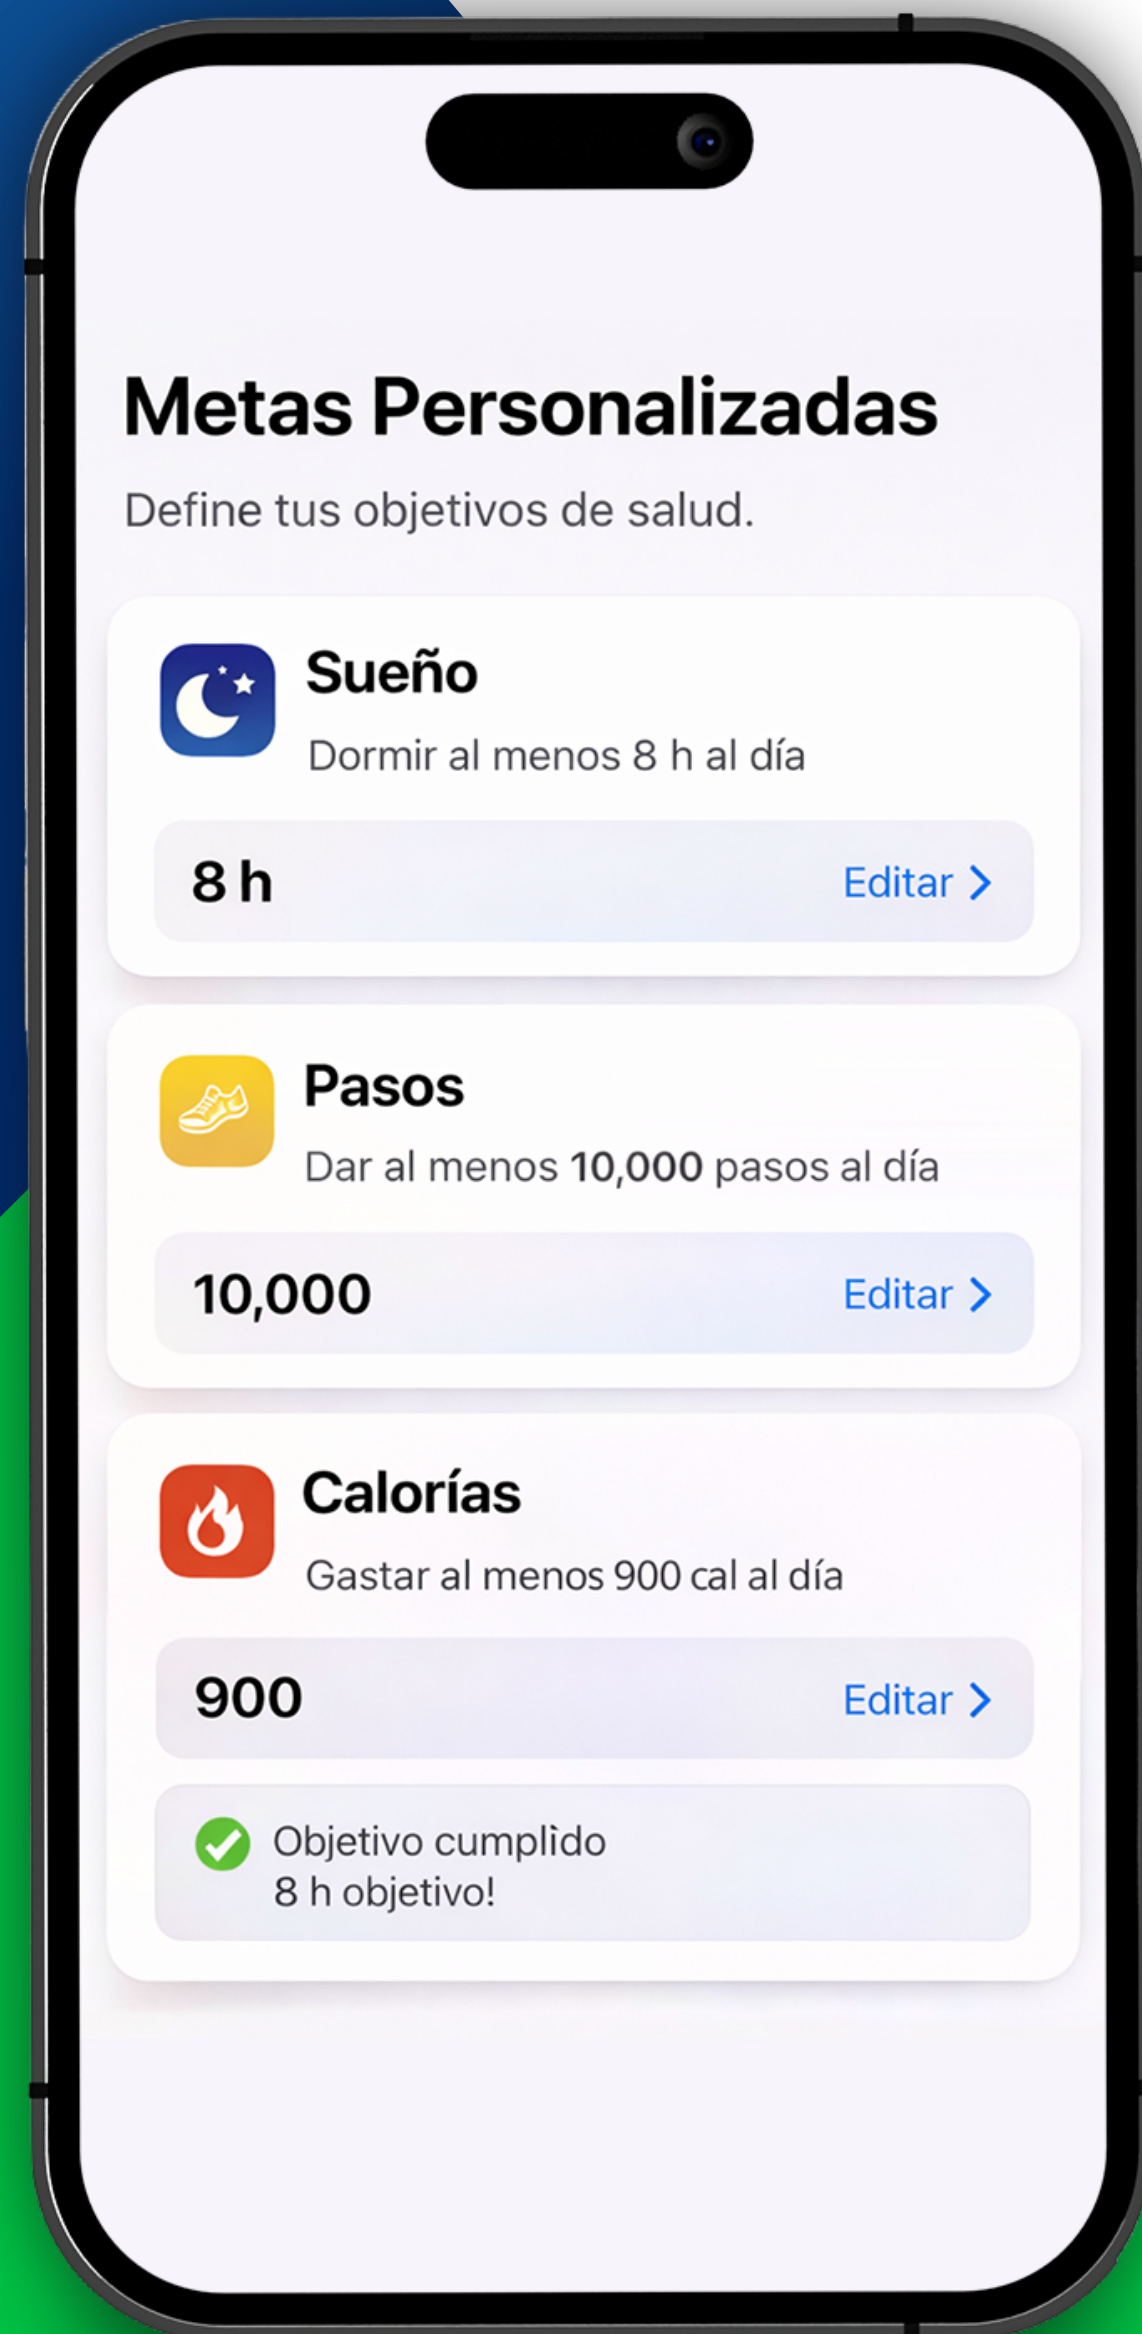 Metas Personalizadas
Define tus objetivos de salud.
Sueño
Dormir al menos 8 h al día
8 h
Editar >
Pasos
Dar al menos 10,000 pasos al día
10,000
Editar >
Calorías
Gastar al menos 900 cal al día
900
Editar >
Objetivo cumplìdo
8 h objetivo!